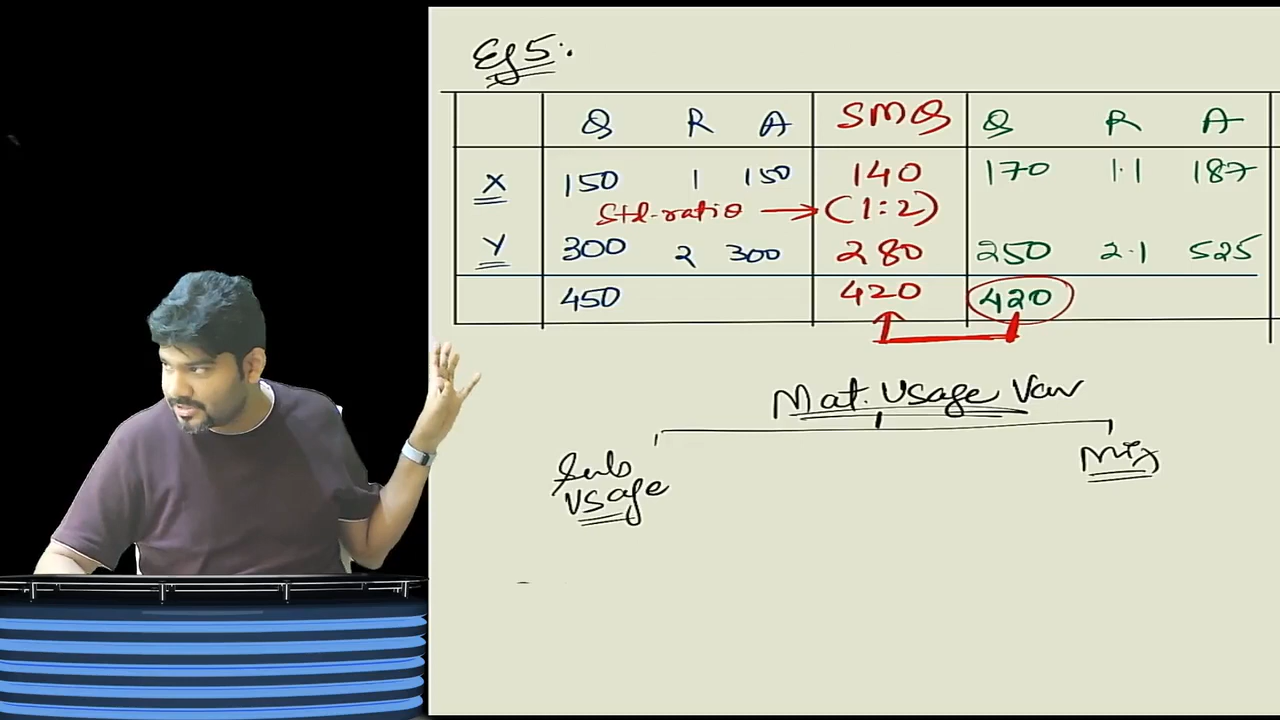 Eg 5:
Q R A SMQ Q R A
X 150 1 150 140 170 1.1 187
Std. ratio → (1:2)
Y 300 2 300 280 250 2.1 525
450 420 420
Mat. Usage Var
Sub Mix
Usage